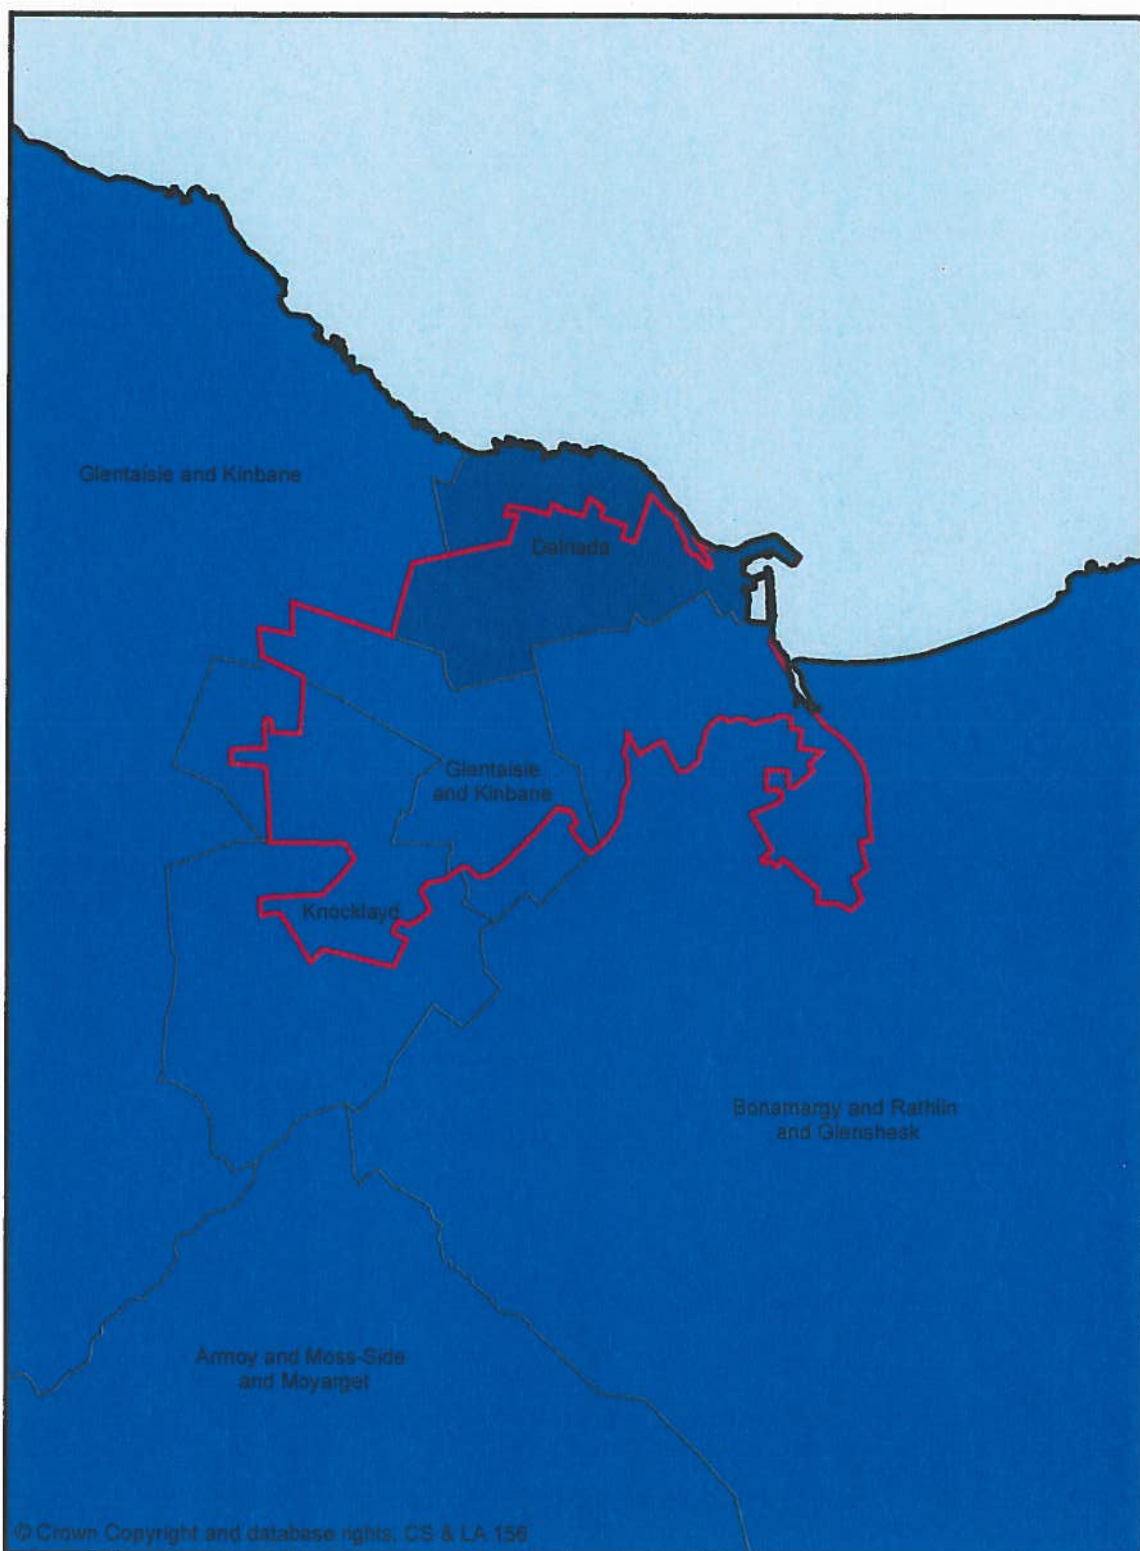 Glentaisie and Kinbane
Dalriada
Glentaisie
and Kinbane
Knocklayd
Bonamargy and Rathlin
and Glenshesk
Armoy and Moss-Side
and Moyarget
© Crown Copyright and database rights, CS & LA 156